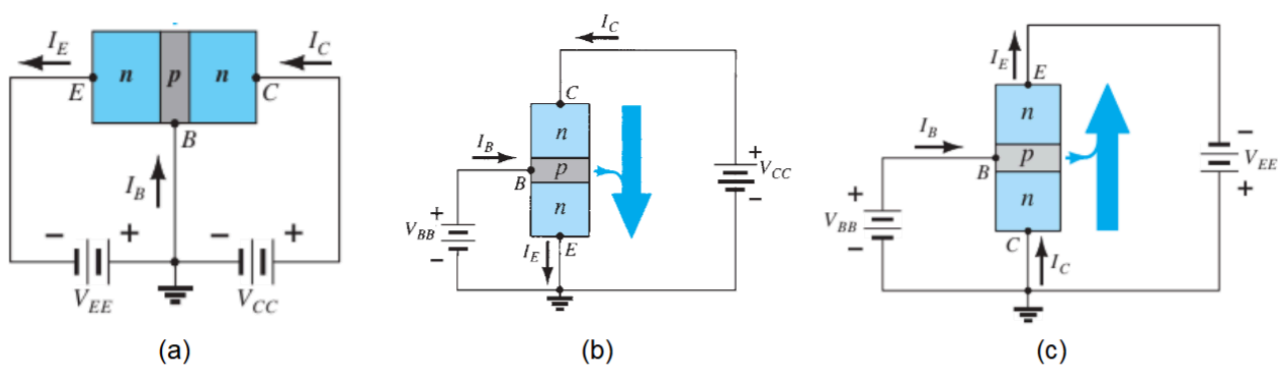 I_E
I_C
n
p
n
E
C
B
I_B
−
+
−
+
V_EE
V_CC
(a)
I_C
C
n
I_B
p
B
n
+
V_BB
−
I_E
E
+
V_CC
−
(b)
I_E
E
n
I_B
p
B
n
+
V_BB
−
C
I_C
−
V_EE
+
(c)